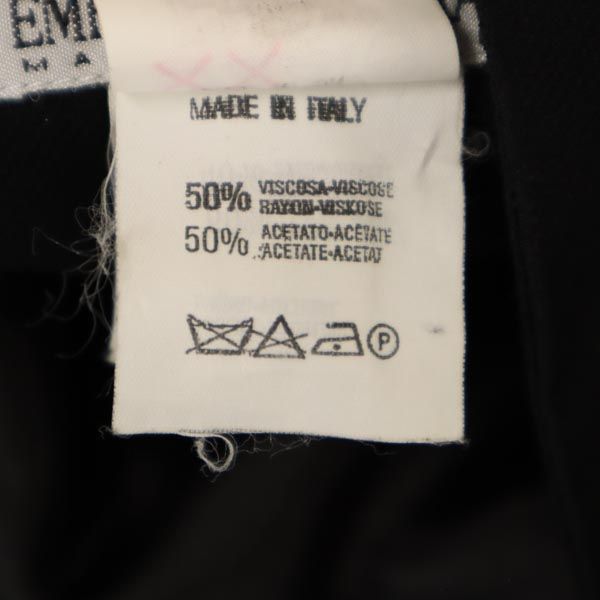 EM
MA
MADE IN ITALY
50% VISCOSA-VISCOSE
RAYON-VISKOSE
50% ACETATO-ACETATE
ACETATE-ACETAT
P